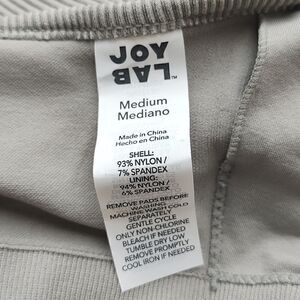 JOY
LAB™
Medium
Mediano
Made in China
Hecho en China
SHELL:
93% NYLON /
7% SPANDEX
LINING:
94% NYLON /
6% SPANDEX
REMOVE PADS BEFORE
WASHING
MACHINE WASH COLD
SEPARATELY
GENTLE CYCLE
ONLY NON-CHLORINE
BLEACH IF NEEDED
TUMBLE DRY LOW
REMOVE PROMPTLY
COOL IRON IF NEEDED